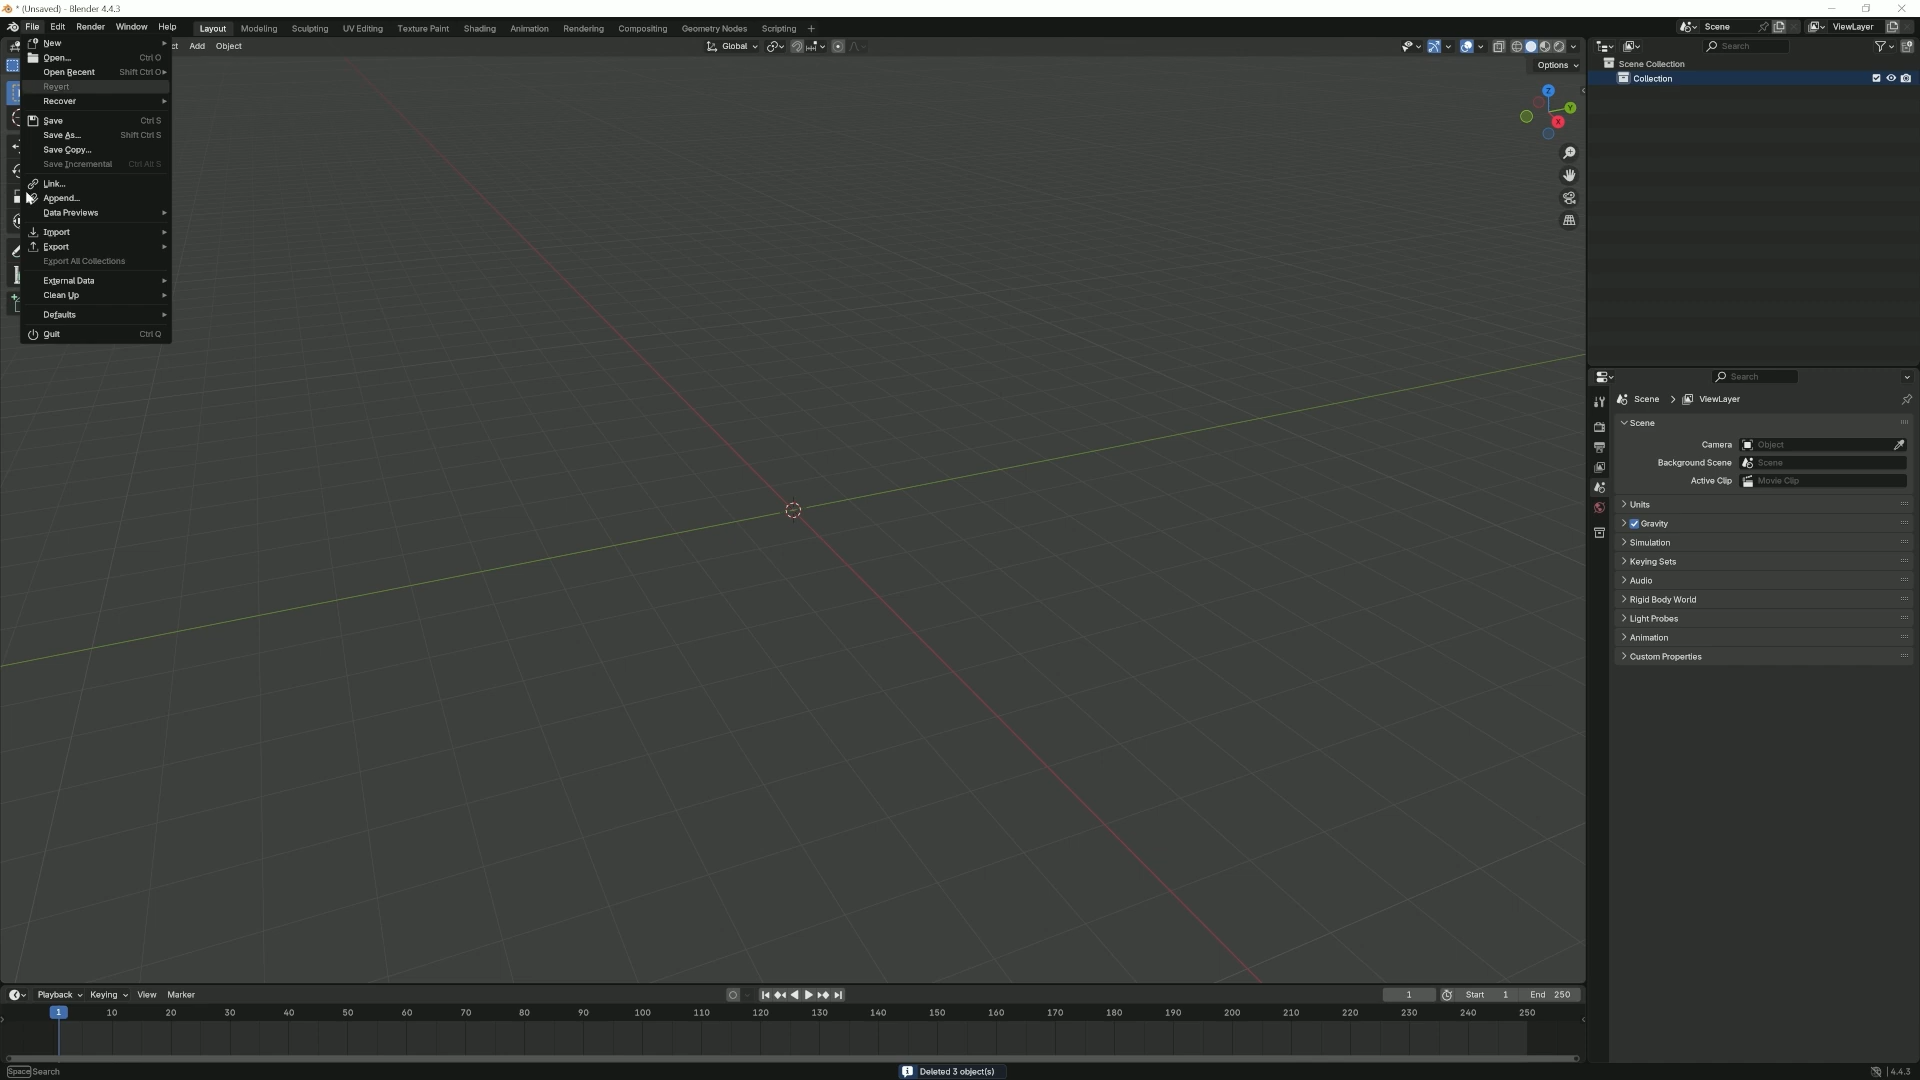 * (Unsaved) - Blender 4.4.3
File Edit Render Window Help Layout Modeling Sculpting UV Editing Texture Paint Shading Animation Rendering Compositing Geometry Nodes Scripting + Scene ViewLayer
ct Add Object Global Search
Options
New
Open... Ctrl O
Open Recent Shift Ctrl O
Revert
Recover
Save Ctrl S
Save As... Shift Ctrl S
Save Copy...
Save Incremental Ctrl Alt S
Link...
Append...
Data Previews
Import
Export
Export All Collections
External Data
Clean Up
Defaults
Quit Ctrl Q
Z
Y
X
Scene Collection
Collection
Search
Scene > ViewLayer
Scene
Camera Object
Background Scene Scene
Active Clip Movie Clip
Units
Gravity
Simulation
Keying Sets
Audio
Rigid Body World
Light Probes
Animation
Custom Properties
Playback Keying View Marker 1 Start 1 End 250
1 10 20 30 40 50 60 70 80 90 100 110 120 130 140 150 160 170 180 190 200 210 220 230 240 250
Space Search Deleted 3 object(s) 4.4.3